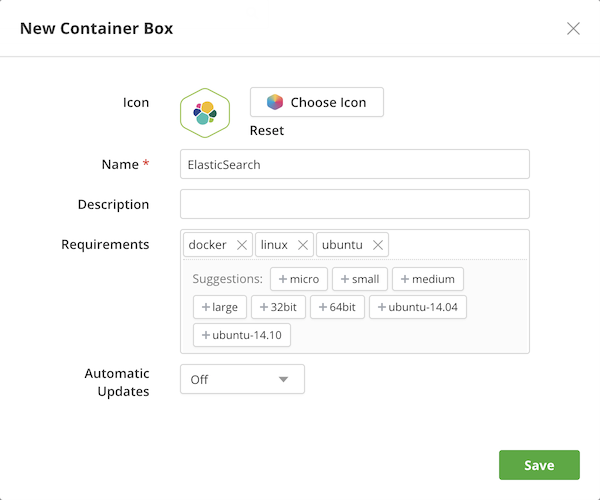 New Container Box
Icon
Choose Icon
Reset
Name *
ElasticSearch
Description
Requirements
docker linux ubuntu
Suggestions: +micro +small +medium
+large +32bit +64bit +ubuntu-14.04
+ubuntu-14.10
Automatic
Updates
Off
Save